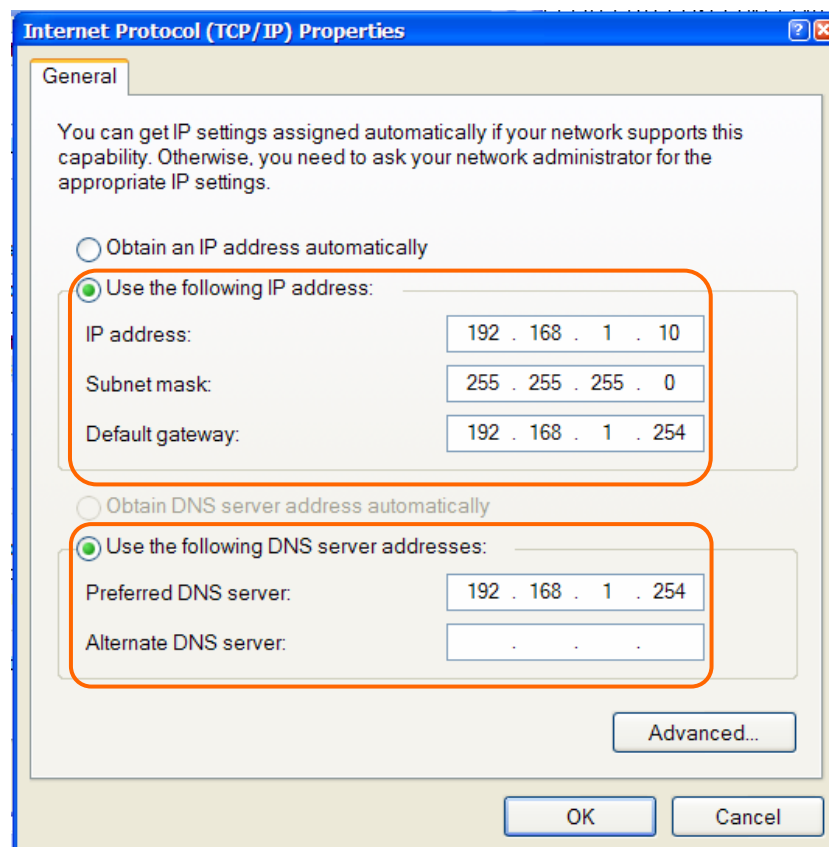 Internet Protocol (TCP/IP) Properties
General
You can get IP settings assigned automatically if your network supports this
capability. Otherwise, you need to ask your network administrator for the
appropriate IP settings.
Obtain an IP address automatically
Use the following IP address:
IP address: 192 . 168 . 1 . 10
Subnet mask: 255 . 255 . 255 . 0
Default gateway: 192 . 168 . 1 . 254
Obtain DNS server address automatically
Use the following DNS server addresses:
Preferred DNS server: 192 . 168 . 1 . 254
Alternate DNS server: . . .
Advanced...
OK Cancel